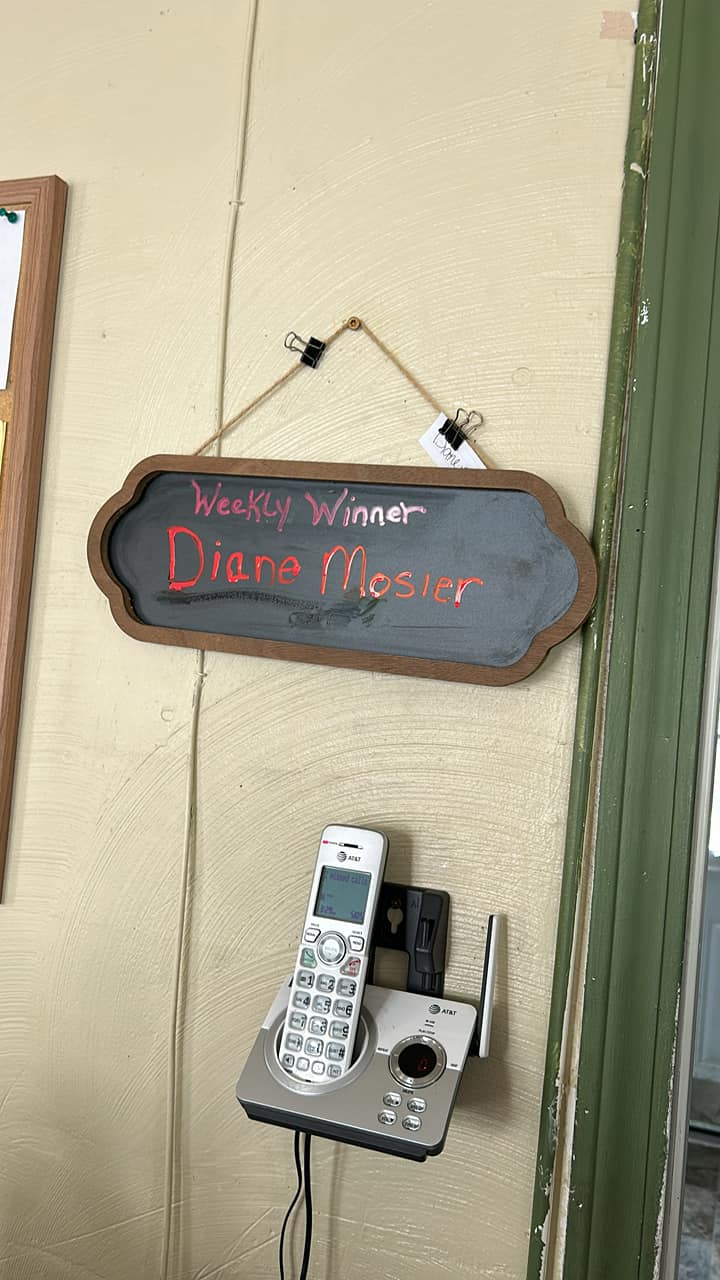 Weekly Winner
Diane Mosier
AT&T
AT&T